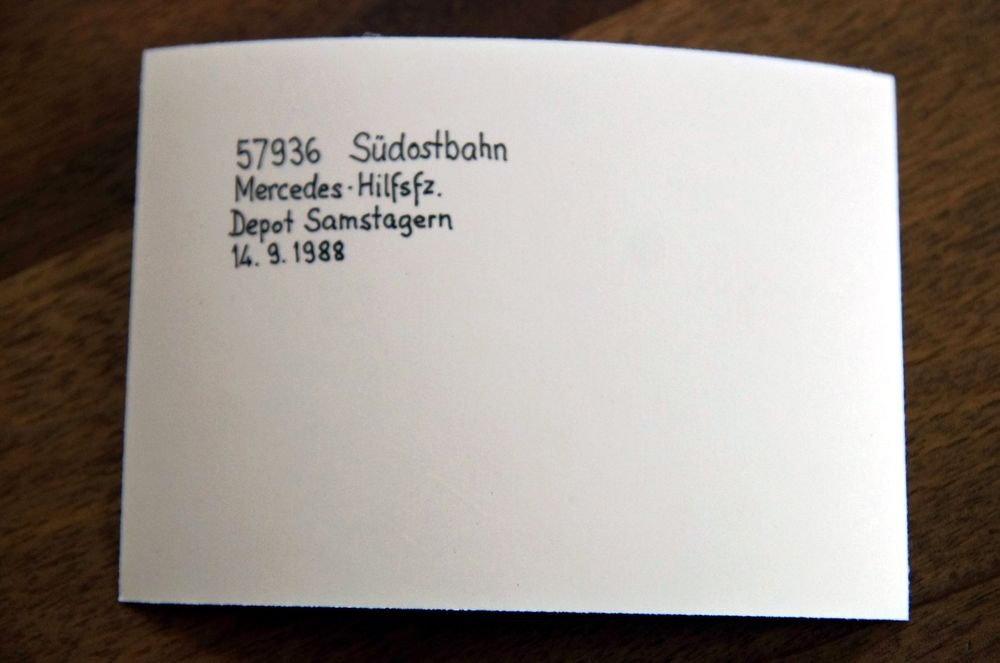 57936 Südostbahn
Mercedes-Hilfsfz.
Depot Samstagern
14. 9. 1988